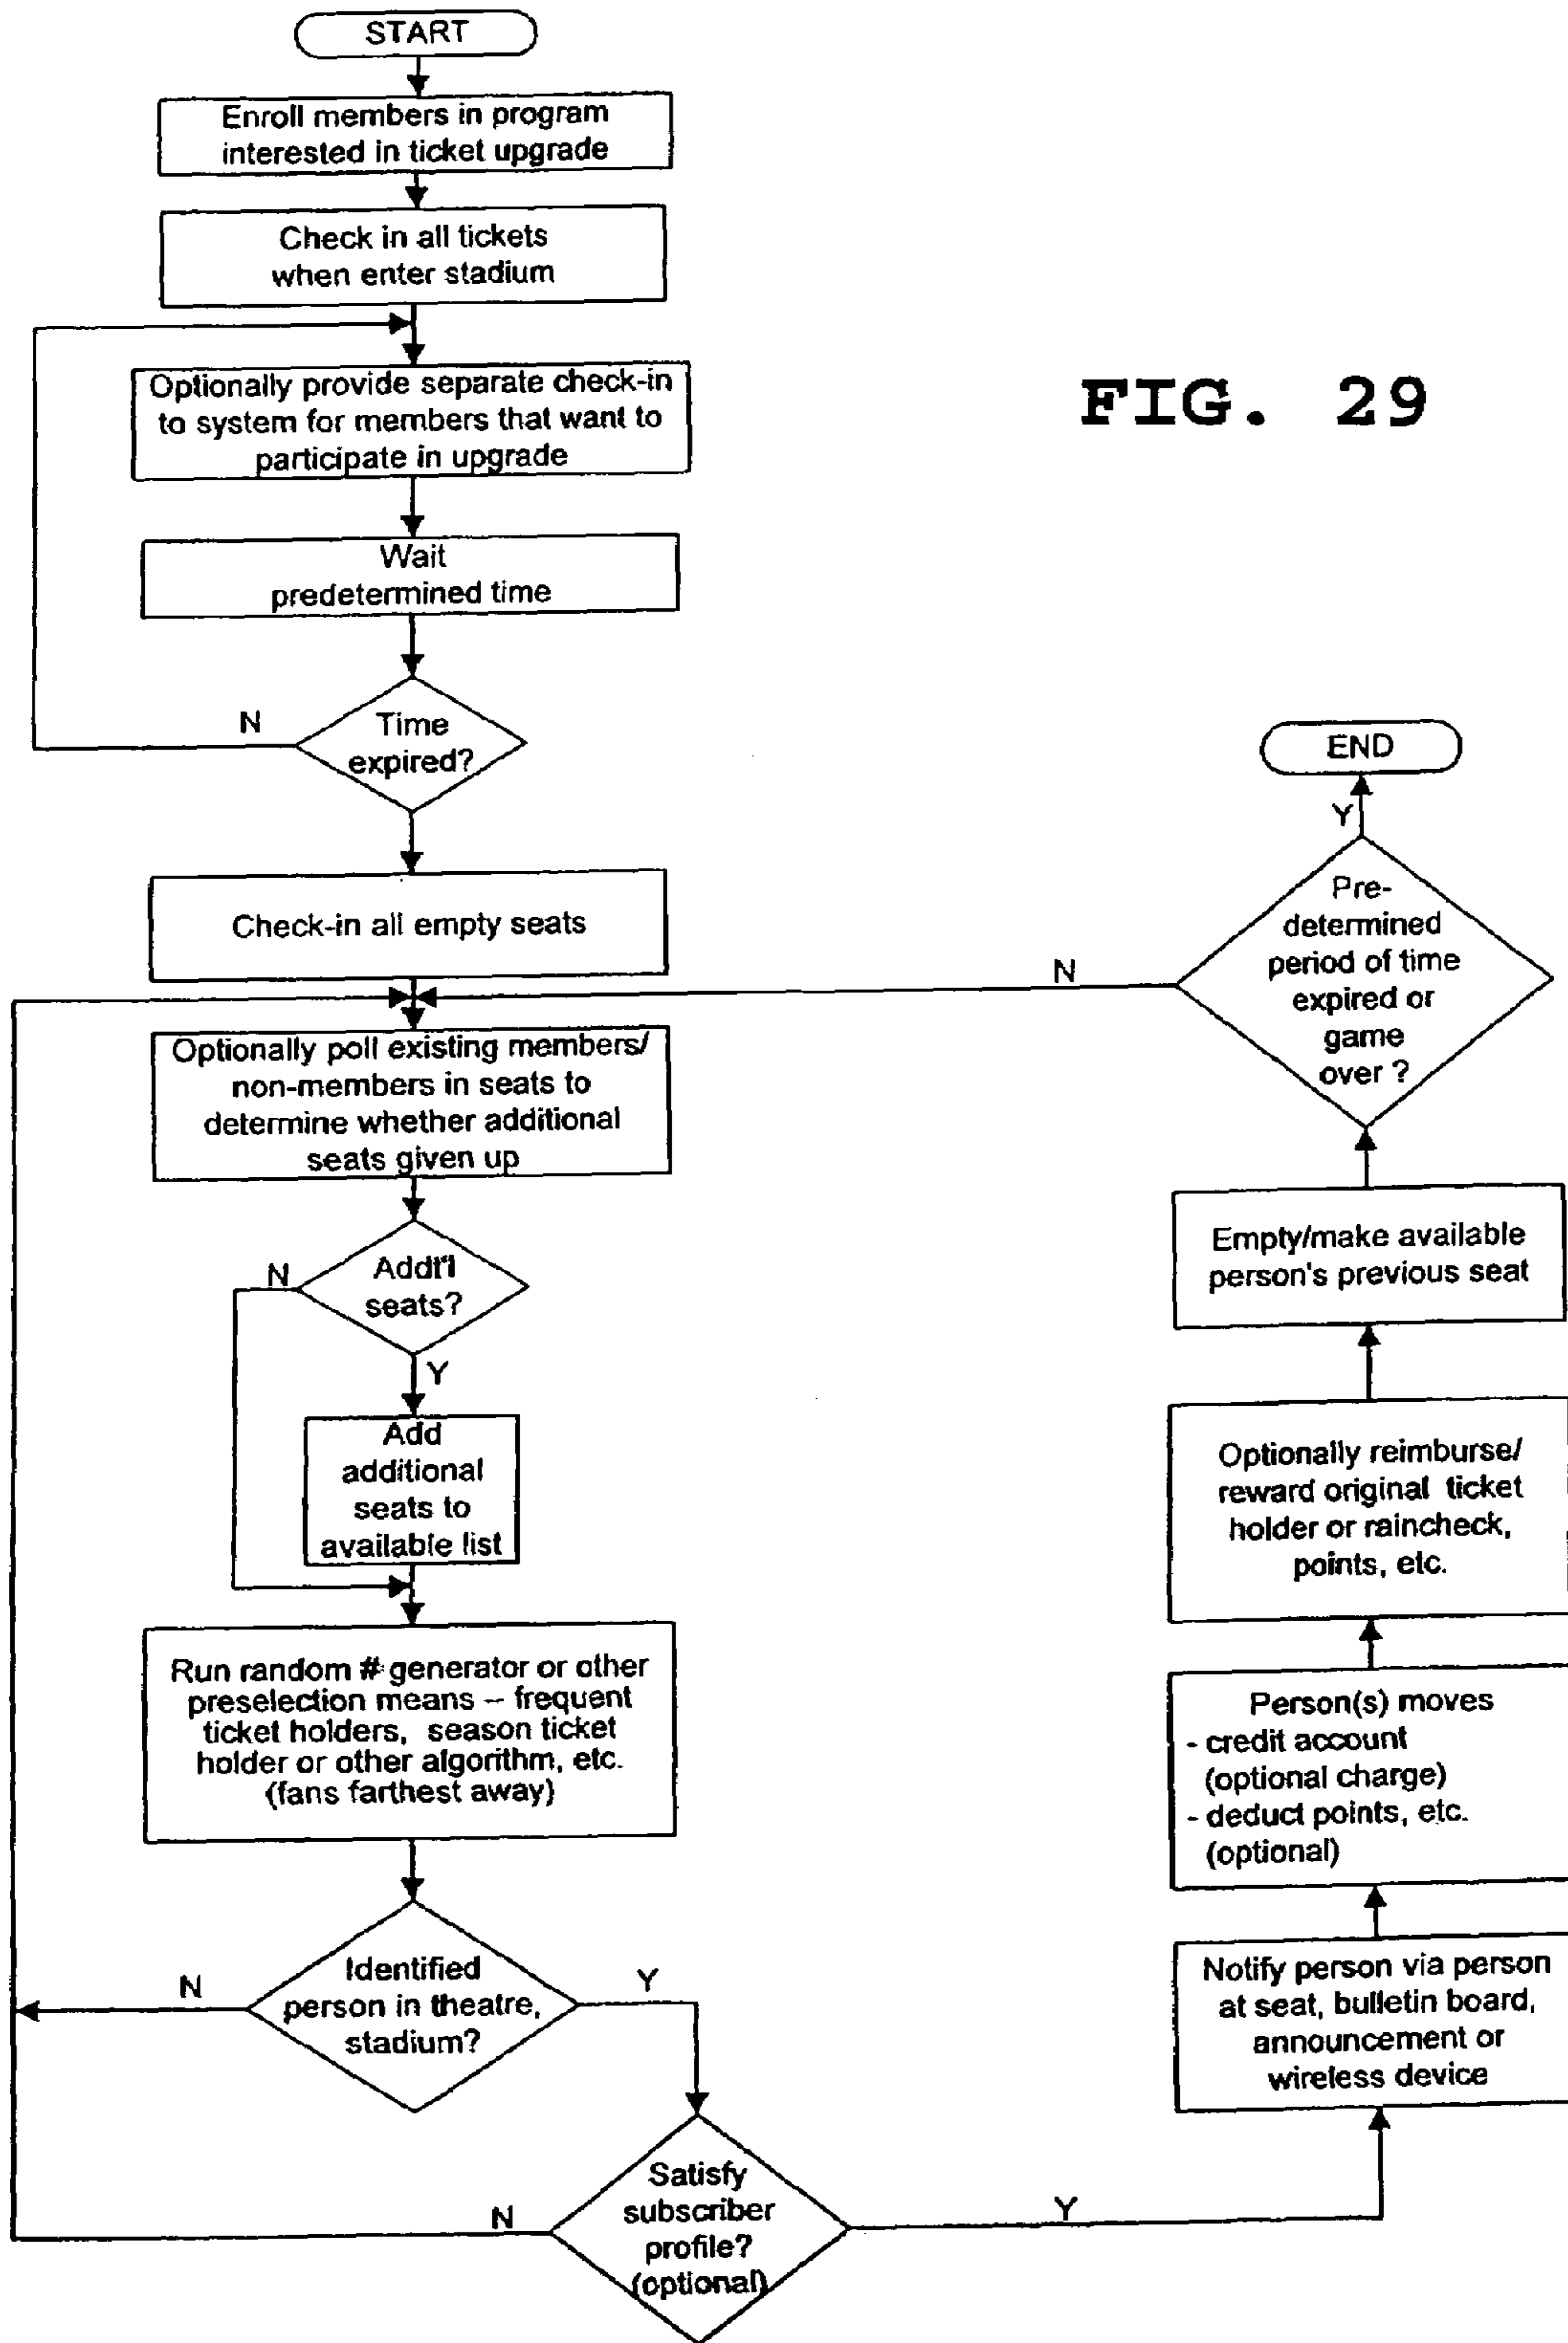 START
Enroll members in program
interested in ticket upgrade
Check in all tickets
when enter stadium
FIG. 29
Optionally provide separate check-in
to system for members that want to
participate in upgrade
Wait
predetermined time
N
Time
expired?
Check-in all empty seats
Optionally poll existing members/
non-members in seats to
determine whether additional
seats given up
N
Addt'l
seats?
Y
Add
additional
seats to
available list
Run random # generator or other
preselection means – frequent
ticket holders, season ticket
holder or other algorithm, etc.
(fans farthest away)
N
Identified
person in theatre,
stadium?
Y
N
Satisfy
subscriber
profile?
(optional)
Y
Notify person via person
at seat, bulletin board,
announcement or
wireless device
Person(s) moves
- credit account
(optional charge)
- deduct points, etc.
(optional)
Optionally reimburse/
reward original ticket
holder or raincheck,
points, etc.
Empty/make available
person's previous seat
N
Pre-
determined
period of time
expired or
game
over ?
Y
END